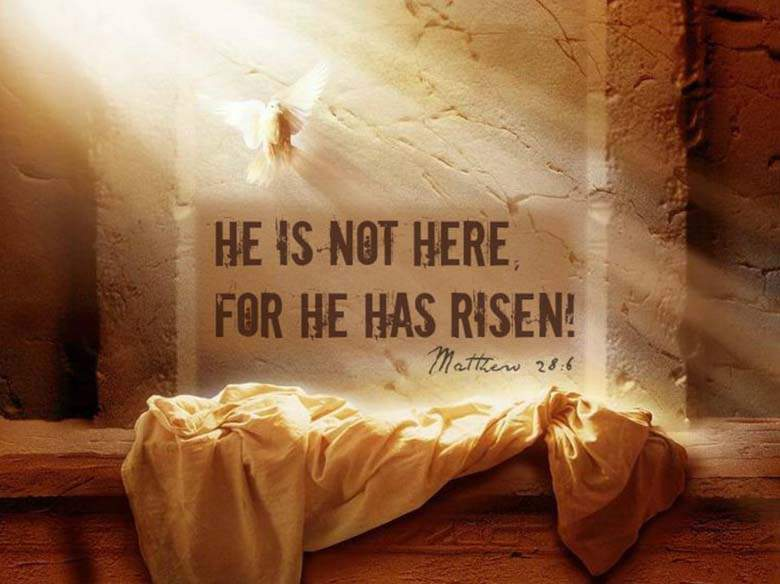 HE IS NOT HERE,
FOR HE HAS RISEN!
Matthew 28:6